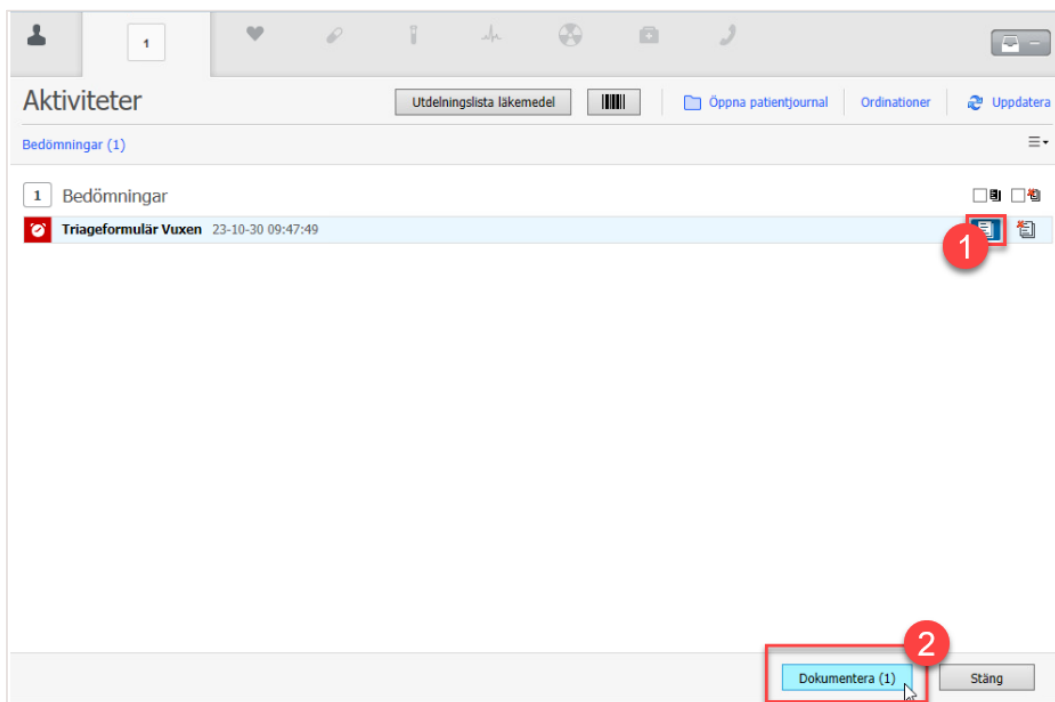 1
Aktiviteter
Utdelningslista läkemedel
Öppna patientjournal
Ordinationer
Uppdatera
Bedömningar (1)
1 Bedömningar
Triageformulär Vuxen 23-10-30 09:47:49
1
2
Dokumentera (1)
Stäng